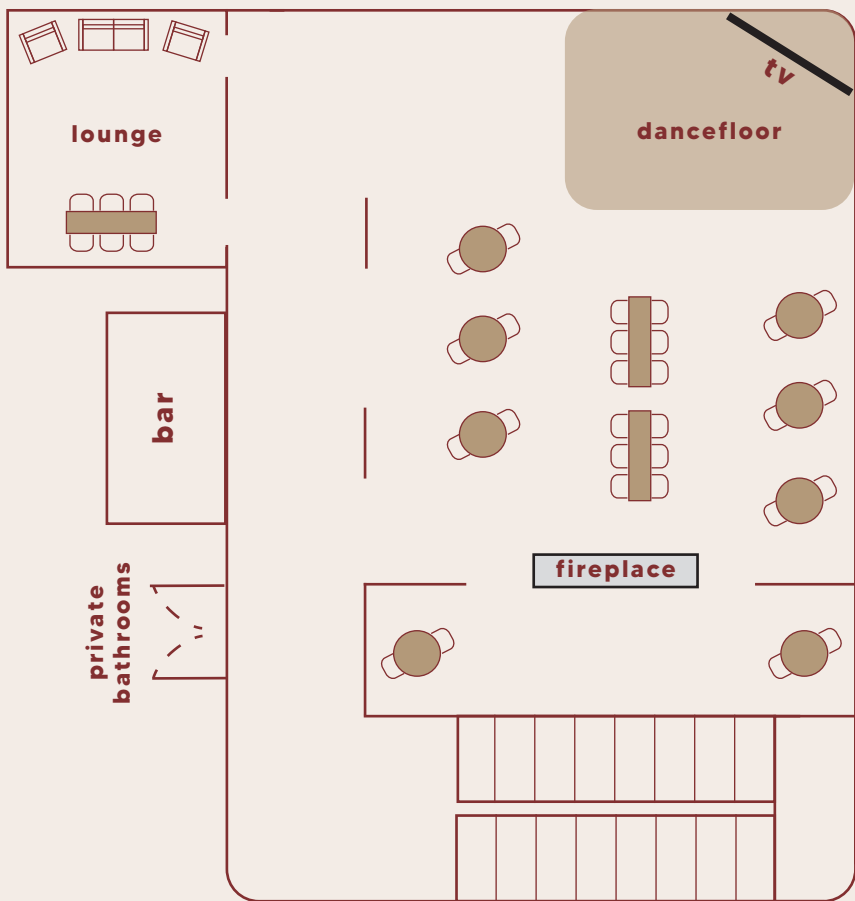 tv
lounge
dancefloor
bar
fireplace
private
bathrooms